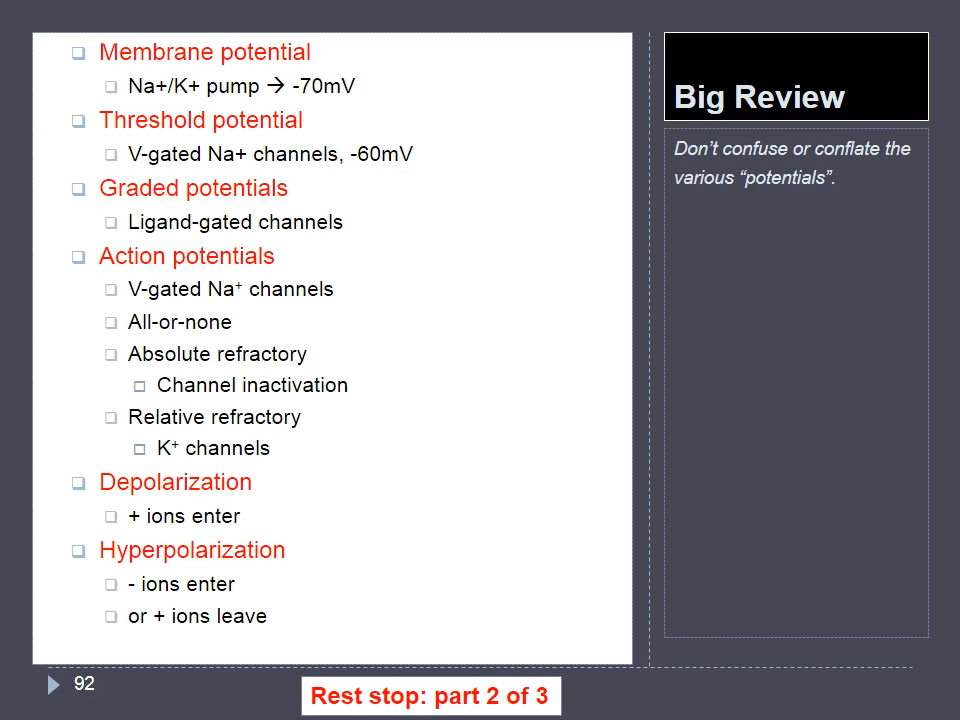 Membrane potential
Na+/K+ pump → -70mV
Threshold potential
V-gated Na+ channels, -60mV
Graded potentials
Ligand-gated channels
Action potentials
V-gated Na⁺ channels
All-or-none
Absolute refractory
Channel inactivation
Relative refractory
K⁺ channels
Depolarization
+ ions enter
Hyperpolarization
- ions enter
or + ions leave
Big Review
Don’t confuse or conflate the
various “potentials”.
92
Rest stop: part 2 of 3